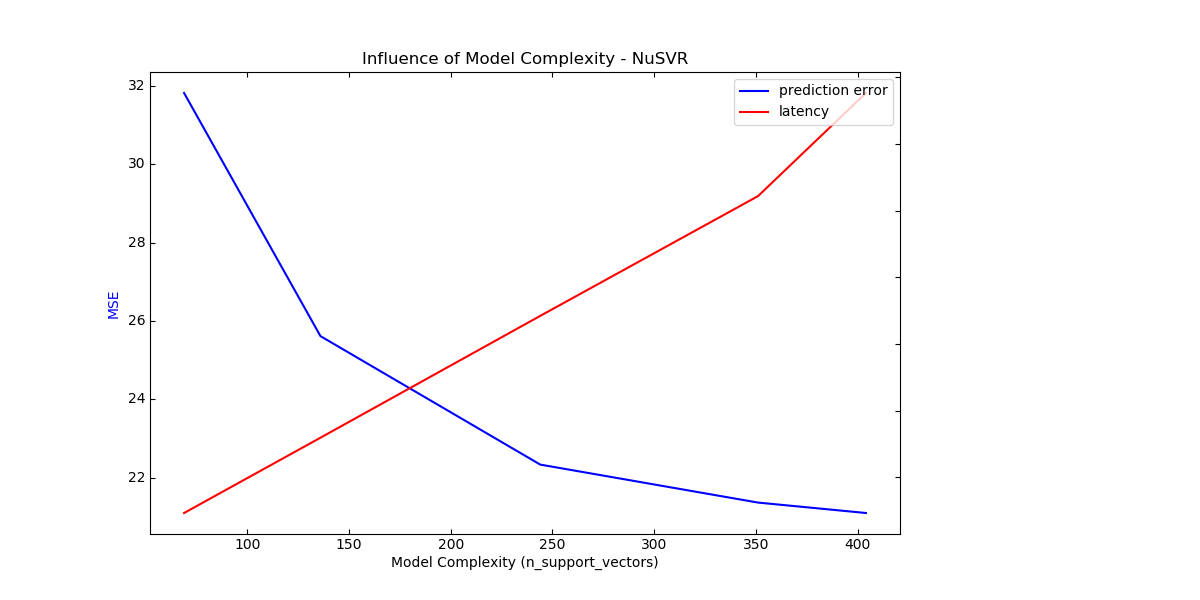 Influence of Model Complexity - NuSVR
prediction error
latency
32
30
28
26
24
22
MSE
100 150 200 250 300 350 400
Model Complexity (n_support_vectors)